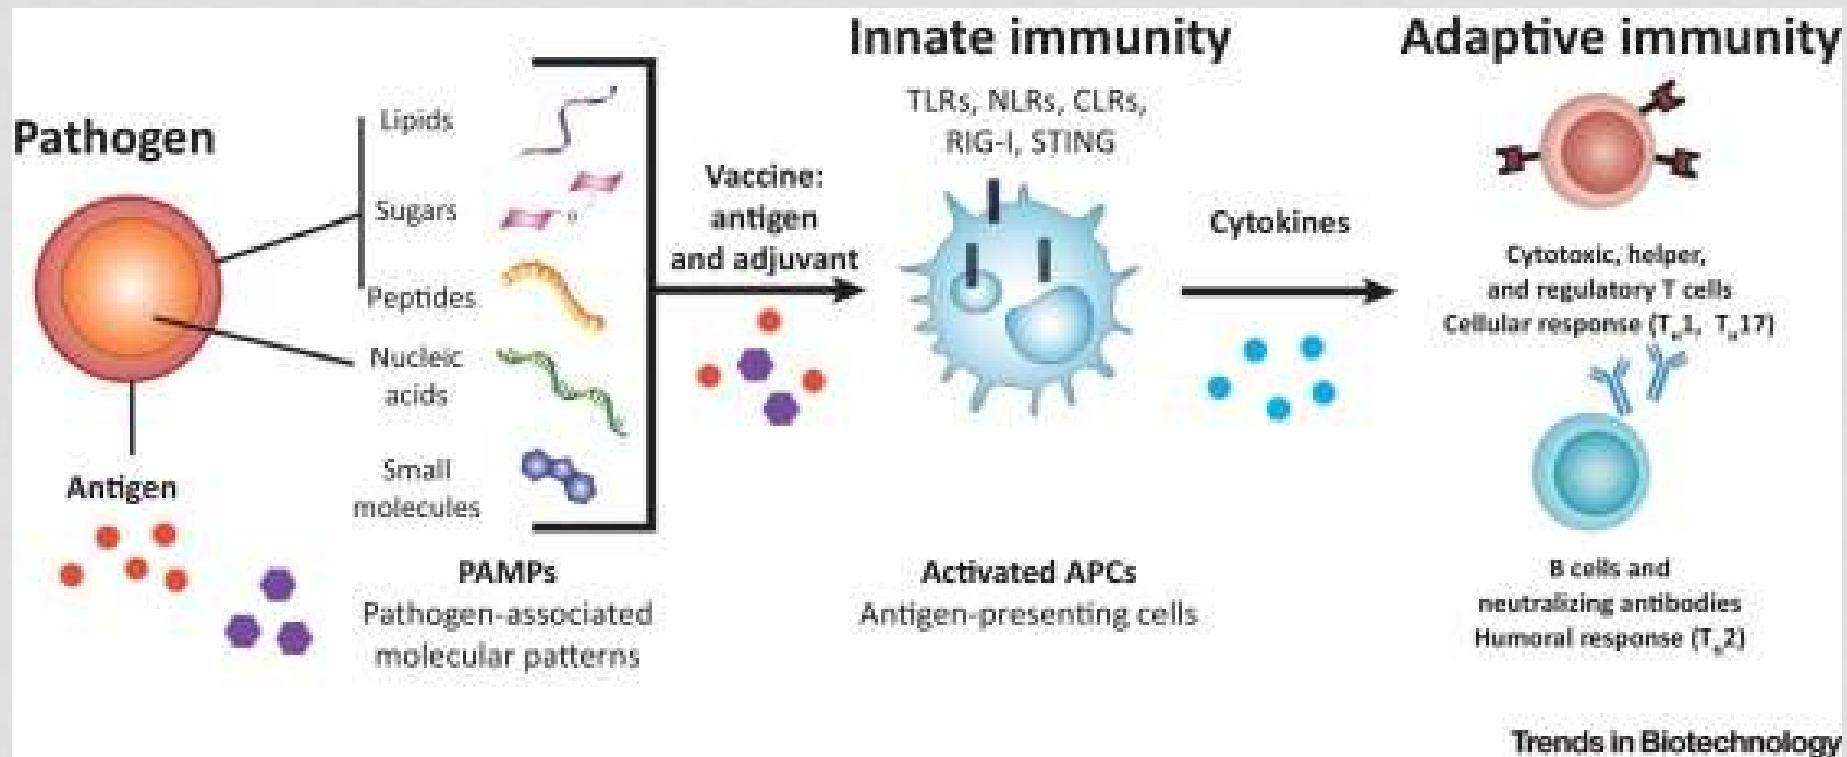 Pathogen
Antigen
Lipids
Sugars
Peptides
Nucleic
acids
Small
molecules
PAMPs
Pathogen-associated
molecular patterns
Vaccine:
antigen
and adjuvant
Innate immunity
TLRs, NLRs, CLRs,
RIG-I, STING
Activated APCs
Antigen-presenting cells
Cytokines
Adaptive immunity
Cytotoxic, helper,
and regulatory T cells
Cellular response (TH1, TH17)
B cells and
neutralizing antibodies
Humoral response (TH2)
Trends in Biotechnology